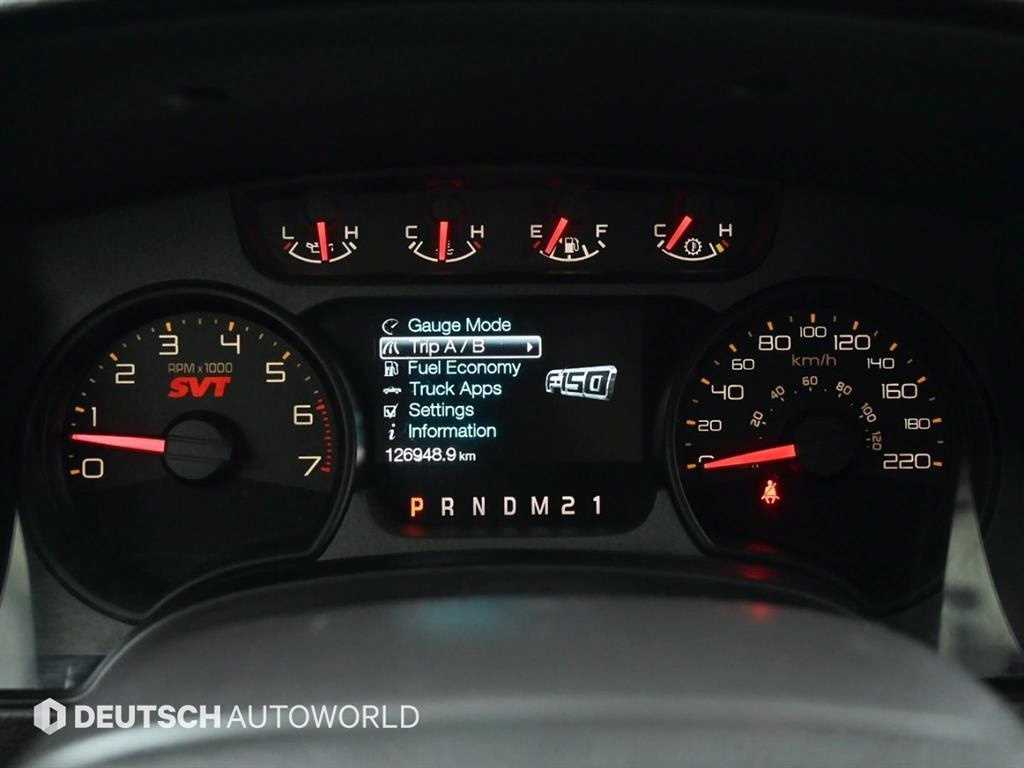 L H C H E F C H
0 1 2 3 4 5 6 7
RPM x 1000
SVT
Gauge Mode
Trip A / B
Fuel Economy
Truck Apps
Settings
Information
126948.9 km
F-150
P R N D M 2 1
0 20 40 60 80 100 120 140 160 180 200 220
km/h
20 40 60 80 100 120
DEUTSCH AUTOWORLD